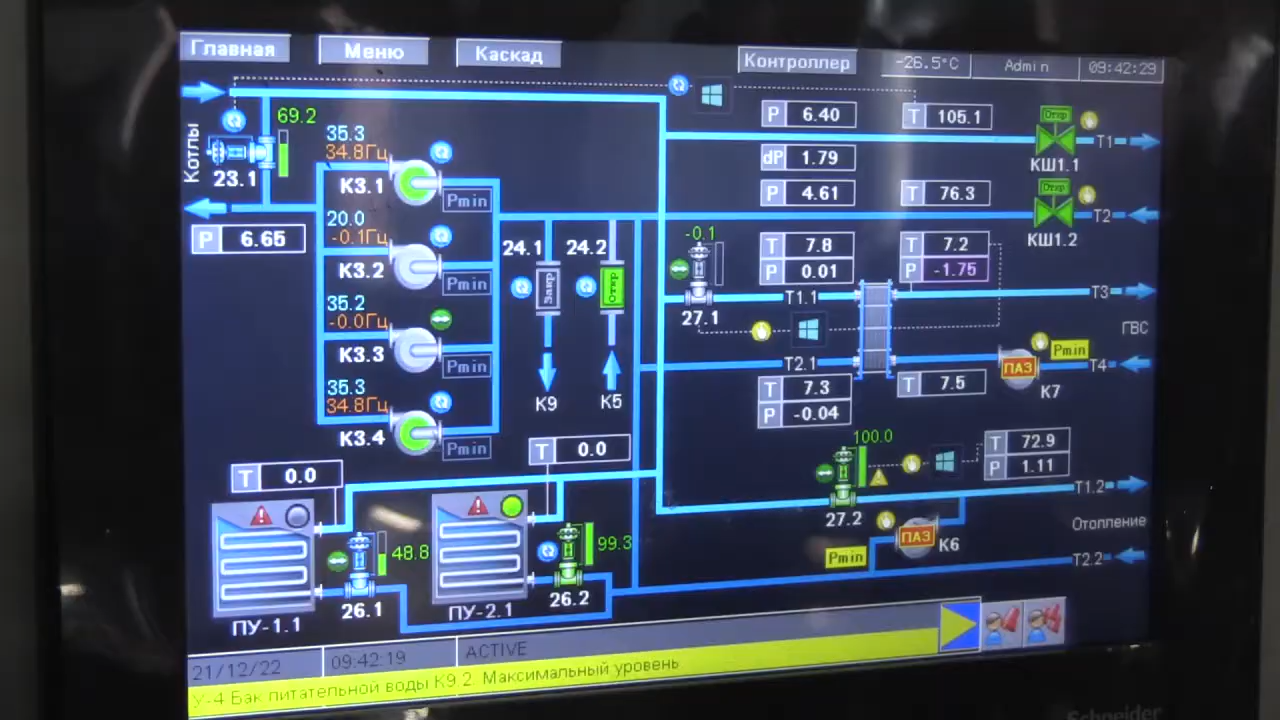 Главная Меню Каскад Контроллер -26.5°C Admin 09:42:29
Котлы
69.2
23.1
P 6.65
35.3
34.8Гц
К3.1
Pmin
20.0
-0.1Гц
К3.2
Pmin
35.2
-0.0Гц
К3.3
Pmin
35.3
34.8Гц
К3.4
Pmin
24.1
Закр
К9
24.2
Откр
К5
P 6.40
T 105.1
Откр
КШ1.1
T1
dP 1.79
P 4.61
T 76.3
Откр
КШ1.2
T2
-0.1
27.1
T 7.8
P 0.01
T 7.2
P -1.75
T1.1
T3
ГВС
T2.1
T4
T 7.3
P -0.04
T 7.5
ПАЗ
Pmin
К7
100.0
27.2
T 72.9
P 1.11
T1.2
Отопление
ПАЗ
К6
Pmin
T2.2
T 0.0
T 0.0
48.8
26.1
ПУ-1.1
99.3
26.2
ПУ-2.1
21/12/22 09:42:19 ACTIVE
У-4 Бак питательной воды К9.2. Максимальный уровень
Schneider